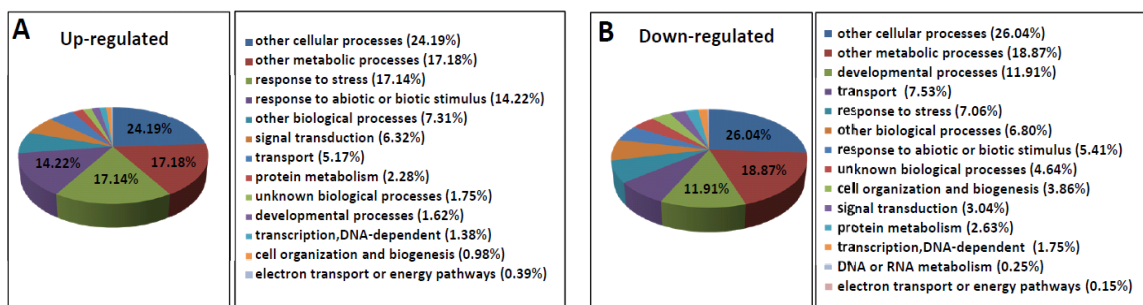 A
Up-regulated
24.19%
17.18%
17.14%
14.22%
other cellular processes (24.19%)
other metabolic processes (17.18%)
response to stress (17.14%)
response to abiotic or biotic stimulus (14.22%)
other biological processes (7.31%)
signal transduction (6.32%)
transport (5.17%)
protein metabolism (2.28%)
unknown biological processes (1.75%)
developmental processes (1.62%)
transcription,DNA-dependent (1.38%)
cell organization and biogenesis (0.98%)
electron transport or energy pathways (0.39%)
B
Down-regulated
26.04%
18.87%
11.91%
other cellular processes (26.04%)
other metabolic processes (18.87%)
developmental processes (11.91%)
transport (7.53%)
response to stress (7.06%)
other biological processes (6.80%)
response to abiotic or biotic stimulus (5.41%)
unknown biological processes (4.64%)
cell organization and biogenesis (3.86%)
signal transduction (3.04%)
protein metabolism (2.63%)
transcription,DNA-dependent (1.75%)
DNA or RNA metabolism (0.25%)
electron transport or energy pathways (0.15%)